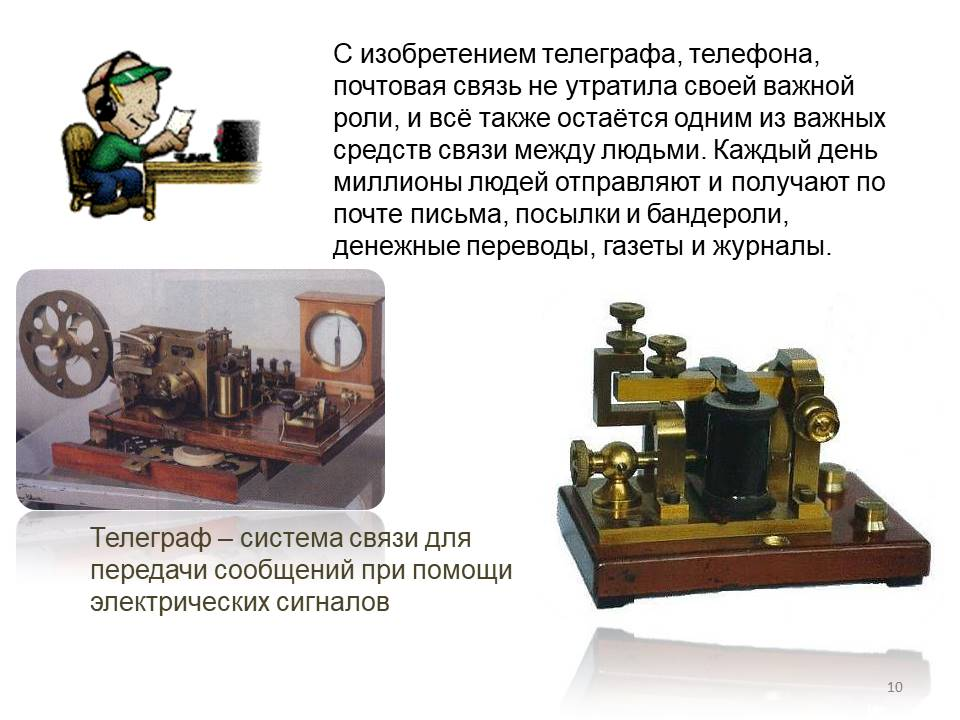 С изобретением телеграфа, телефона,
почтовая связь не утратила своей важной
роли, и всё также остаётся одним из важных
средств связи между людьми. Каждый день
миллионы людей отправляют и получают по
почте письма, посылки и бандероли,
денежные переводы, газеты и журналы.
Телеграф – система связи для
передачи сообщений при помощи
электрических сигналов
10